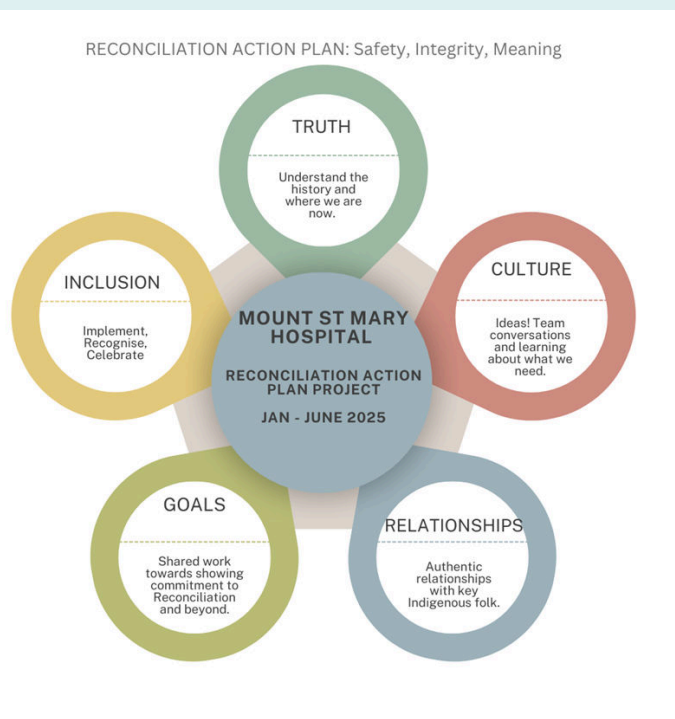 RECONCILIATION ACTION PLAN: Safety, Integrity, Meaning
TRUTH
Understand the
history and
where we are
now.
CULTURE
Ideas! Team
conversations
and learning
about what we
need.
RELATIONSHIPS
Authentic
relationships
with key
Indigenous folk.
GOALS
Shared work
towards showing
commitment to
Reconciliation
and beyond.
INCLUSION
Implement,
Recognise,
Celebrate
MOUNT ST MARY
HOSPITAL
RECONCILIATION ACTION
PLAN PROJECT
JAN - JUNE 2025